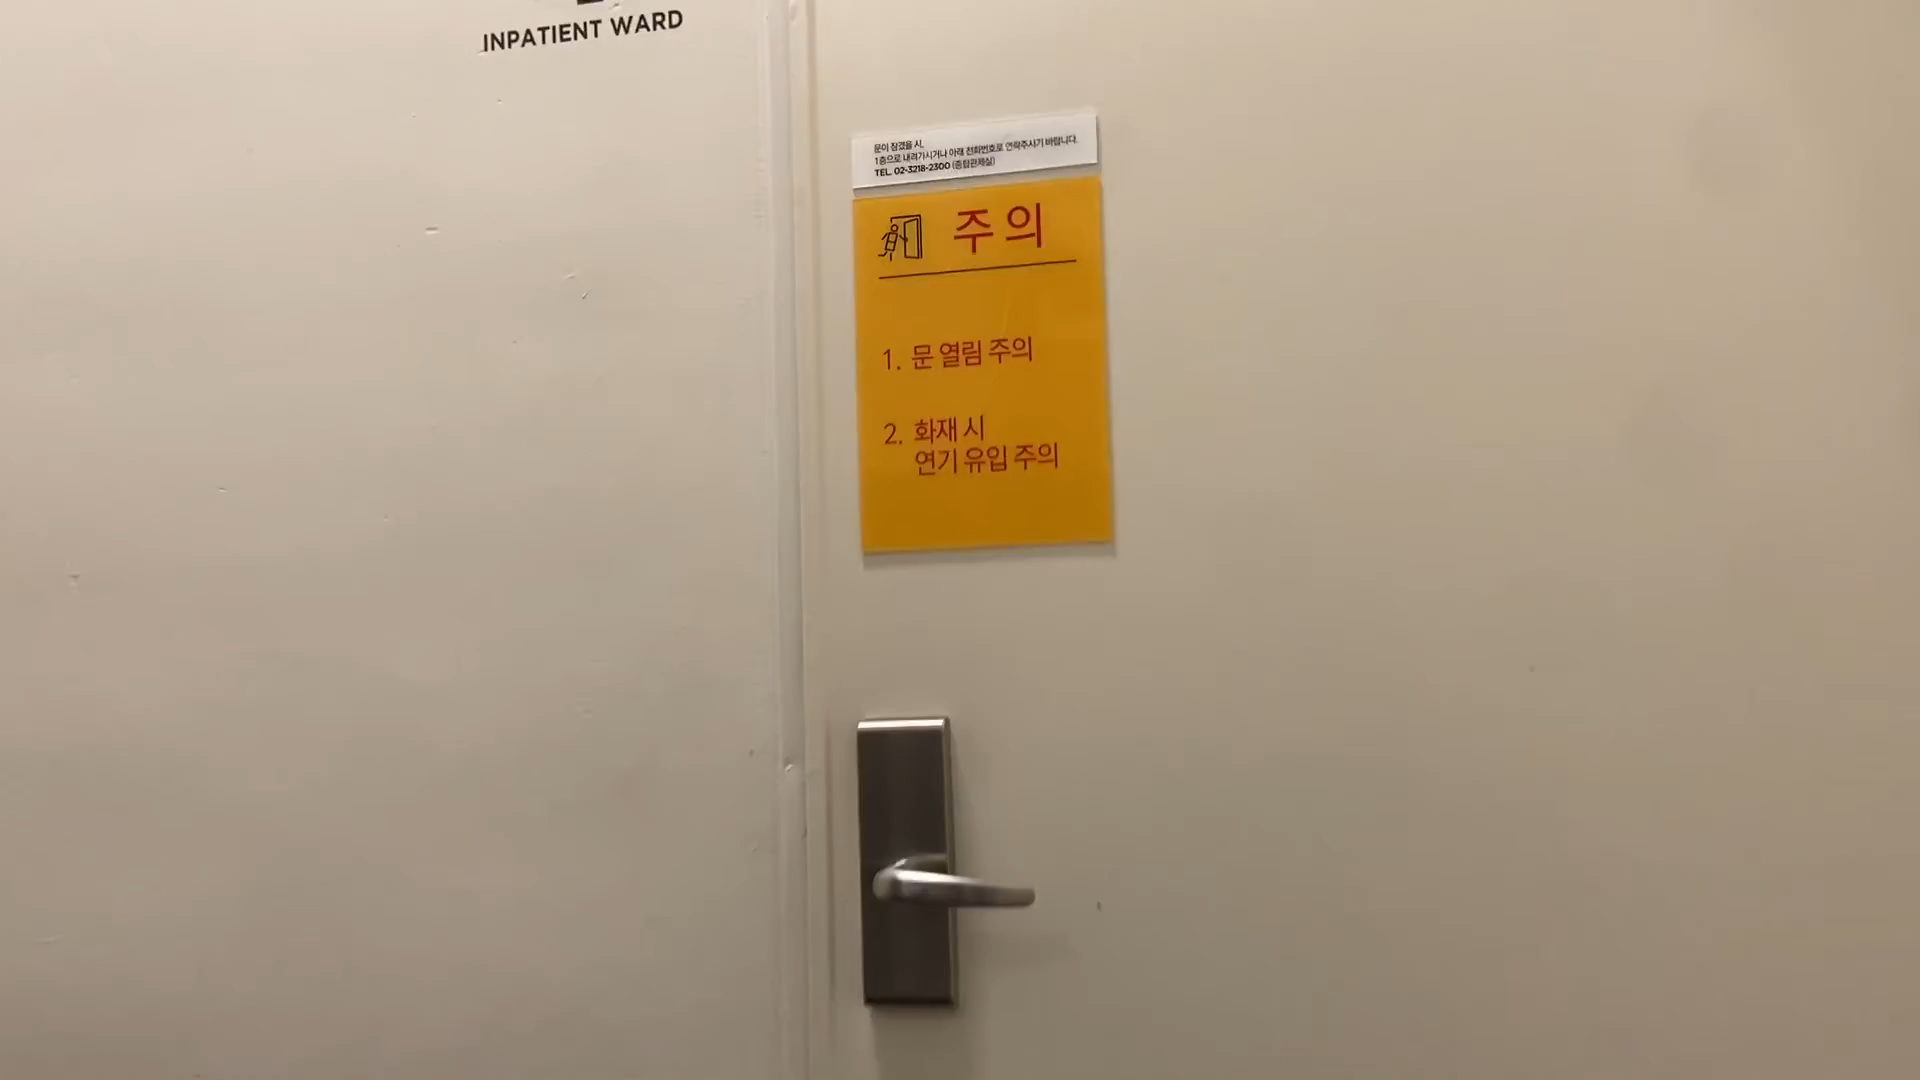 INPATIENT WARD
문이 잠겼을 시,
1층으로 내려가시거나 아래 전화번호로 연락주시기 바랍니다.
TEL. 02-3218-2300 (종합관제실)
주의
1. 문 열림 주의
2. 화재 시
연기 유입 주의